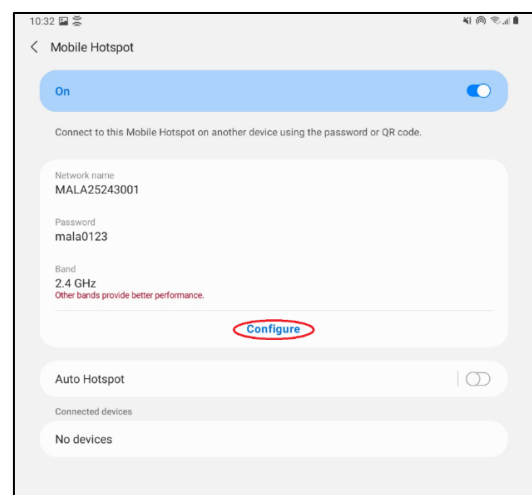 10:32
Mobile Hotspot
On
Connect to this Mobile Hotspot on another device using the password or QR code.
Network name
MALA25243001
Password
mala0123
Band
2.4 GHz
Other bands provide better performance.
Configure
Auto Hotspot
Connected devices
No devices